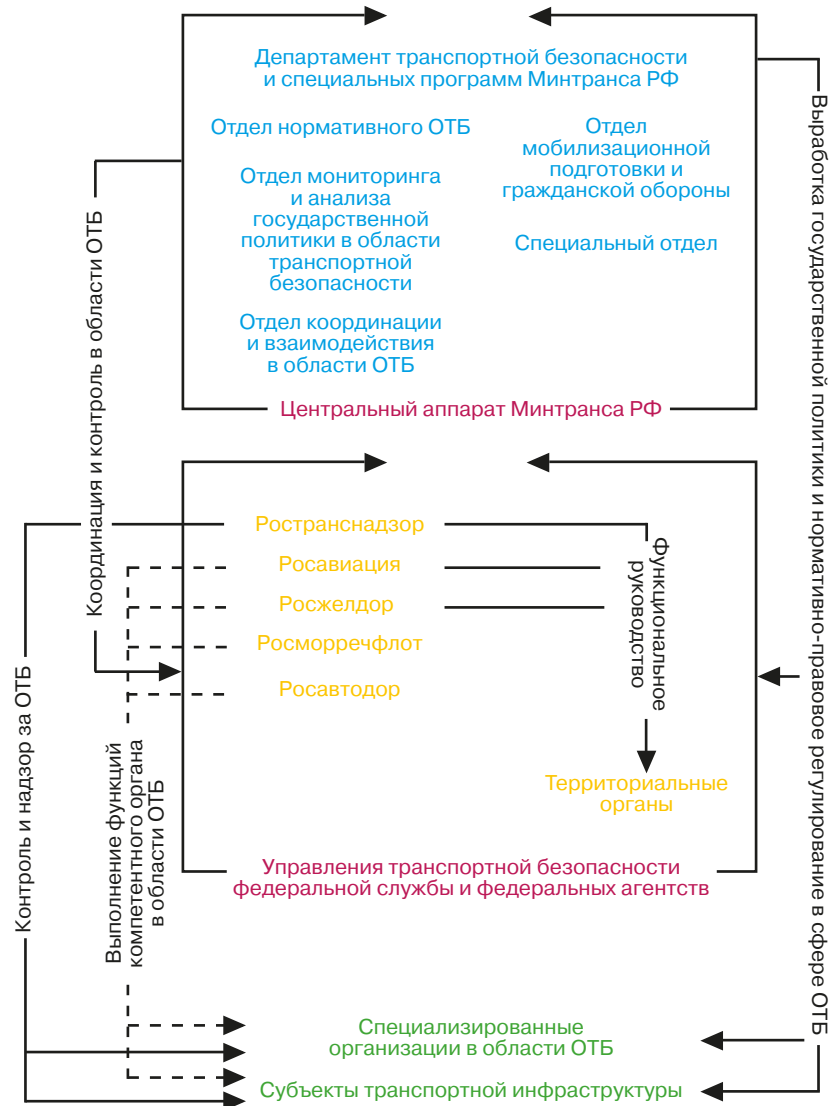 Департамент транспортной безопасности
и специальных программ Минтранса РФ
Отдел нормативного ОТБ
Отдел мониторинга
и анализа
государственной
политики в области
транспортной
безопасности
Отдел координации
и взаимодействия
в области ОТБ
Отдел
мобилизационной
подготовки и
гражданской обороны
Специальный отдел
Центральный аппарат Минтранса РФ
Координация и контроль в области ОТБ
Выработка государственной политики и нормативно-правовое регулирование в сфере ОТБ
Ространснадзор
Росавиация
Росжелдор
Росморречфлот
Росавтодор
Функциональное
руководство
Территориальные
органы
Управления транспортной безопасности
федеральной службы и федеральных агентств
Контроль и надзор за ОТБ
Выполнение функций
компетентного органа
в области ОТБ
Специализированные
организации в области ОТБ
Субъекты транспортной инфраструктуры